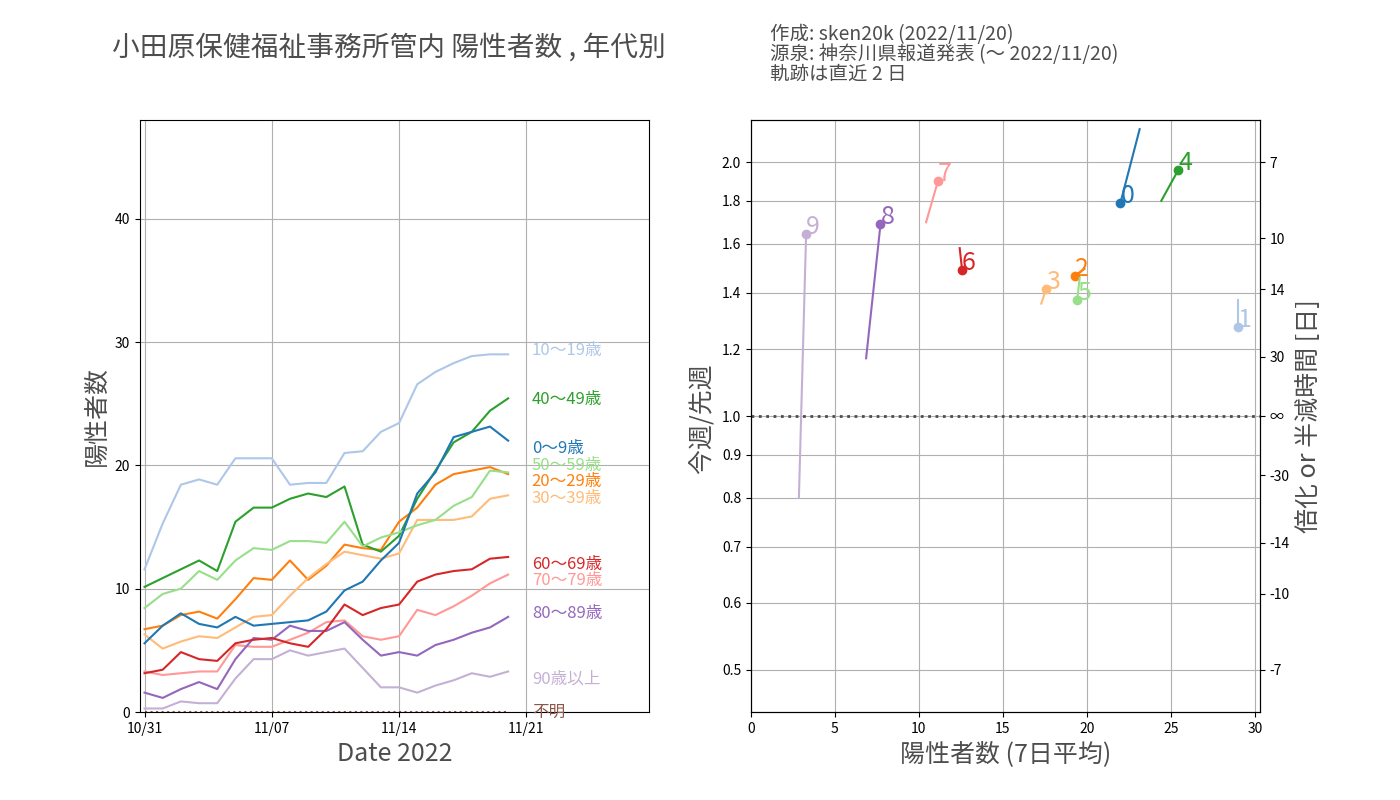 小田原保健福祉事務所管内 陽性者数 , 年代別
作成: sken20k (2022/11/20)
源泉: 神奈川県報道発表 (〜 2022/11/20)
軌跡は直近 2 日
陽性者数
40
30
20
10
0
10/31
11/07
11/14
11/21
Date 2022
10〜19歳
40〜49歳
0〜9歳
50〜59歳
20〜29歳
30〜39歳
60〜69歳
70〜79歳
80〜89歳
90歳以上
不明
今週/先週
2.0
1.8
1.6
1.4
1.2
1.0
0.9
0.8
0.7
0.6
0.5
9
8
7
6
3
2
5
0
4
1
0
5
10
15
20
25
30
陽性者数 (7日平均)
7
10
14
30
∞
-30
-14
-10
-7
倍化 or 半減時間 [日]